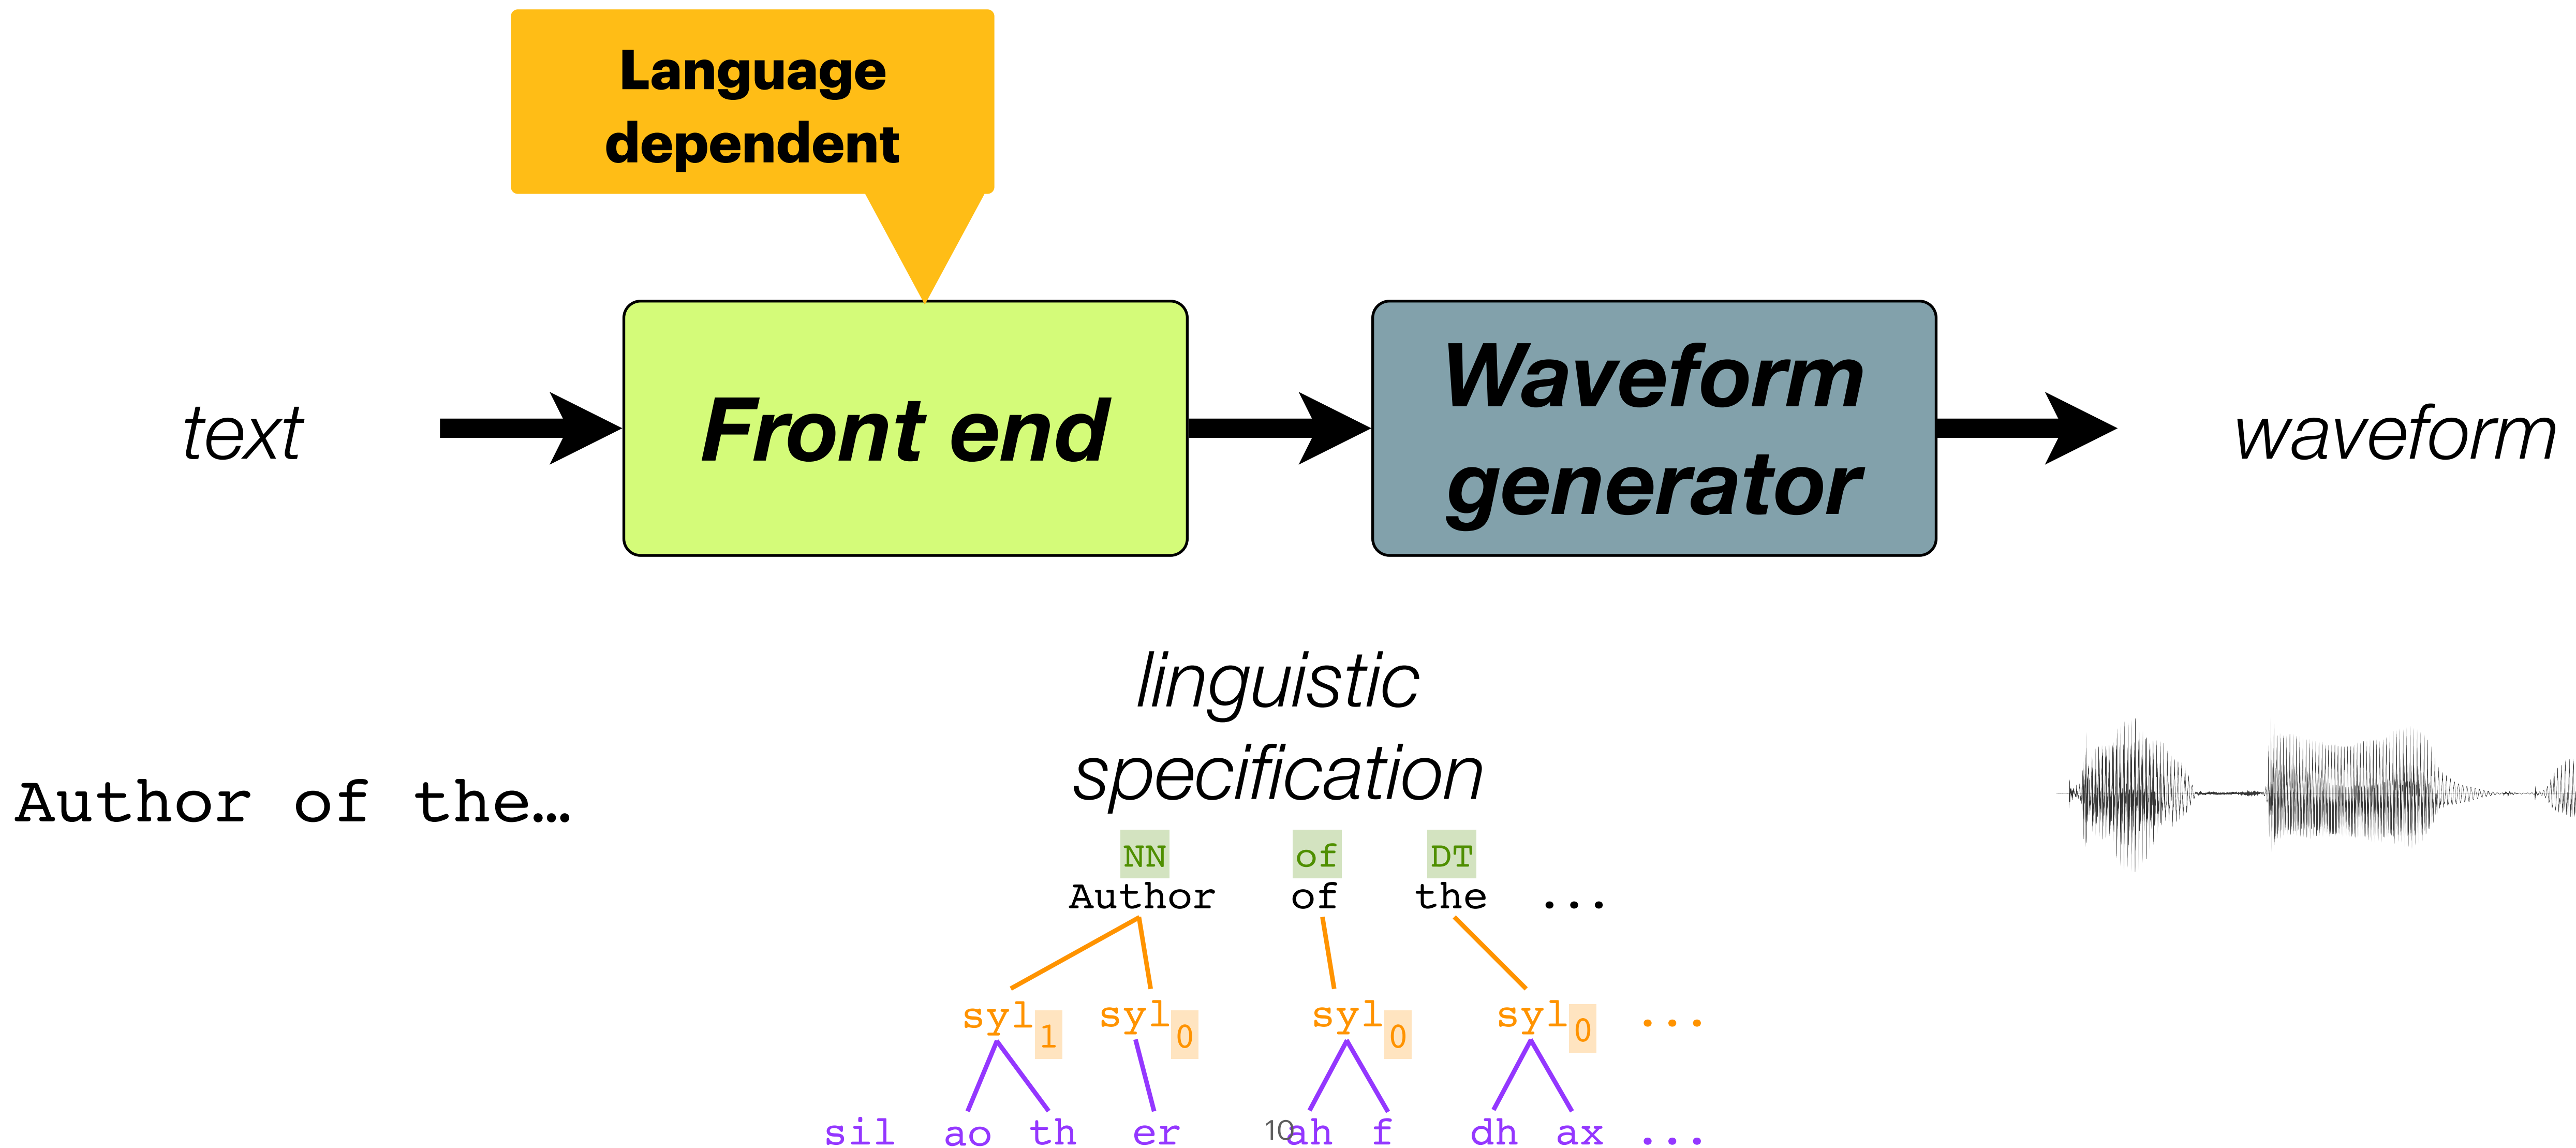 Language
dependent
text
Front end
Waveform
generator
waveform
linguistic
specification
Author of the…
NN of DT
Author of the ...
syl1 syl0 syl0 syl0 ...
sil ao th er ah f dh ax ...
10